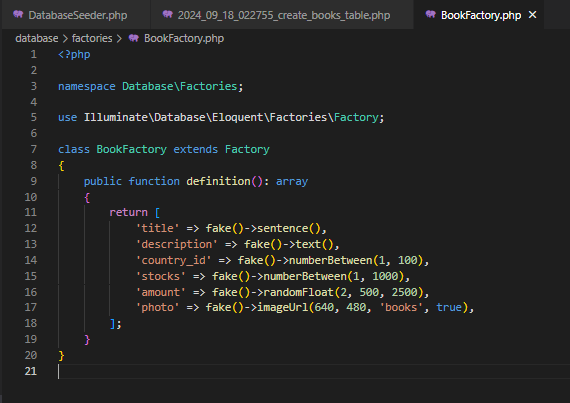 DatabaseSeeder.php 2024_09_18_022755_create_books_table.php BookFactory.php ×
database > factories > BookFactory.php
1 <?php
2
3 namespace Database\Factories;
4
5 use Illuminate\Database\Eloquent\Factories\Factory;
6
7 class BookFactory extends Factory
8 {
9     public function definition(): array
10     {
11         return [
12             'title' => fake()->sentence(),
13             'description' => fake()->text(),
14             'country_id' => fake()->numberBetween(1, 100),
15             'stocks' => fake()->numberBetween(1, 1000),
16             'amount' => fake()->randomFloat(2, 500, 2500),
17             'photo' => fake()->imageUrl(640, 480, 'books', true),
18         ];
19     }
20 }
21